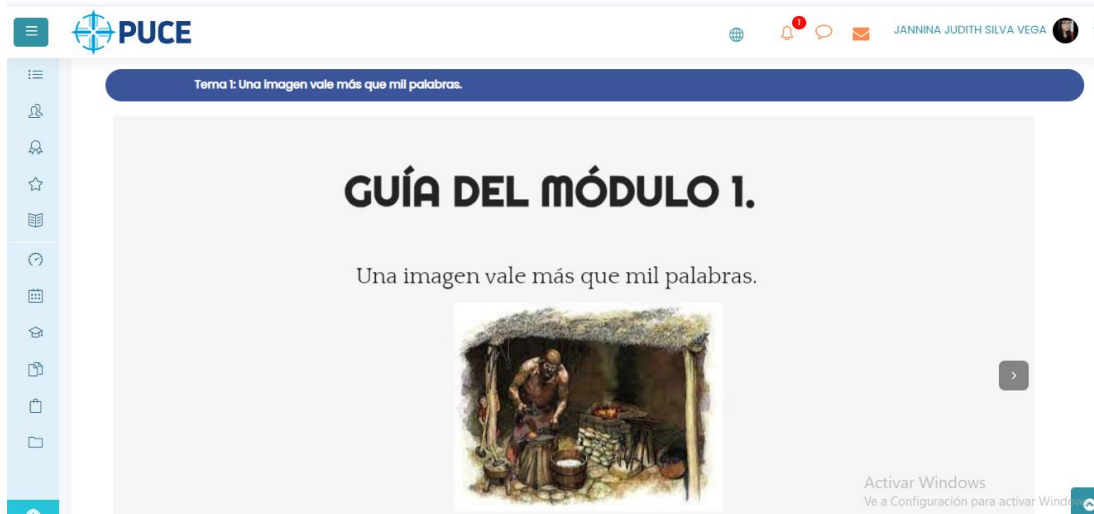 PUCE
1
JANNINA JUDITH SILVA VEGA
Tema 1: Una imagen vale más que mil palabras.
GUÍA DEL MÓDULO 1.
Una imagen vale más que mil palabras.
Activar Windows
Ve a Configuración para activar